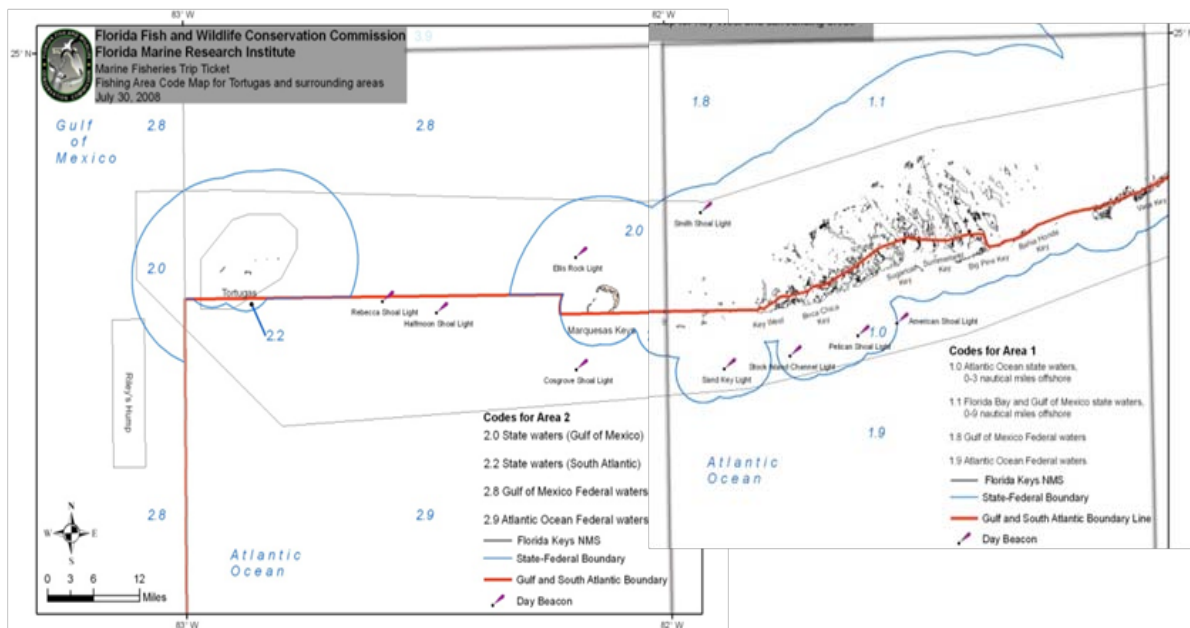 83° W
82° W
25° N
25° N
Florida Fish and Wildlife Conservation Commission
Florida Marine Research Institute
Marine Fisheries Trip Ticket
Fishing Area Code Map for Tortugas and surrounding areas
July 30, 2008
3.9
Gulf
of
Mexico
2.8
2.8
1.8
1.1
2.0
2.0
Smith Shoal Light
Ellis Rock Light
Tortugas
2.2
Rebecca Shoal Light
Halfmoon Shoal Light
Marquesas Keys
Cosgrove Shoal Light
Key West
Boca Chica
Key
Sugarloaf
Key
Summerland
Key
Big Pine Key
Bahia Honda
Key
Vaca Key
Sand Key Light
Stock Island Channel Light
Pelican Shoal Light
1.0
American Shoal Light
Riley's Hump
Codes for Area 1
1.0 Atlantic Ocean state waters,
0-3 nautical miles offshore
1.1 Florida Bay and Gulf of Mexico state waters,
0-9 nautical miles offshore
1.8 Gulf of Mexico Federal waters
1.9 Atlantic Ocean Federal waters
Florida Keys NMS
State-Federal Boundary
Gulf and South Atlantic Boundary Line
Day Beacon
1.9
Atlantic
Ocean
Codes for Area 2
2.0 State waters (Gulf of Mexico)
2.2 State waters (South Atlantic)
2.8 Gulf of Mexico Federal waters
2.9 Atlantic Ocean Federal waters
Florida Keys NMS
State-Federal Boundary
Gulf and South Atlantic Boundary
Day Beacon
2.8
2.9
Atlantic
Ocean
N
W E
S
0 3 6 12
Miles
83° W
82° W